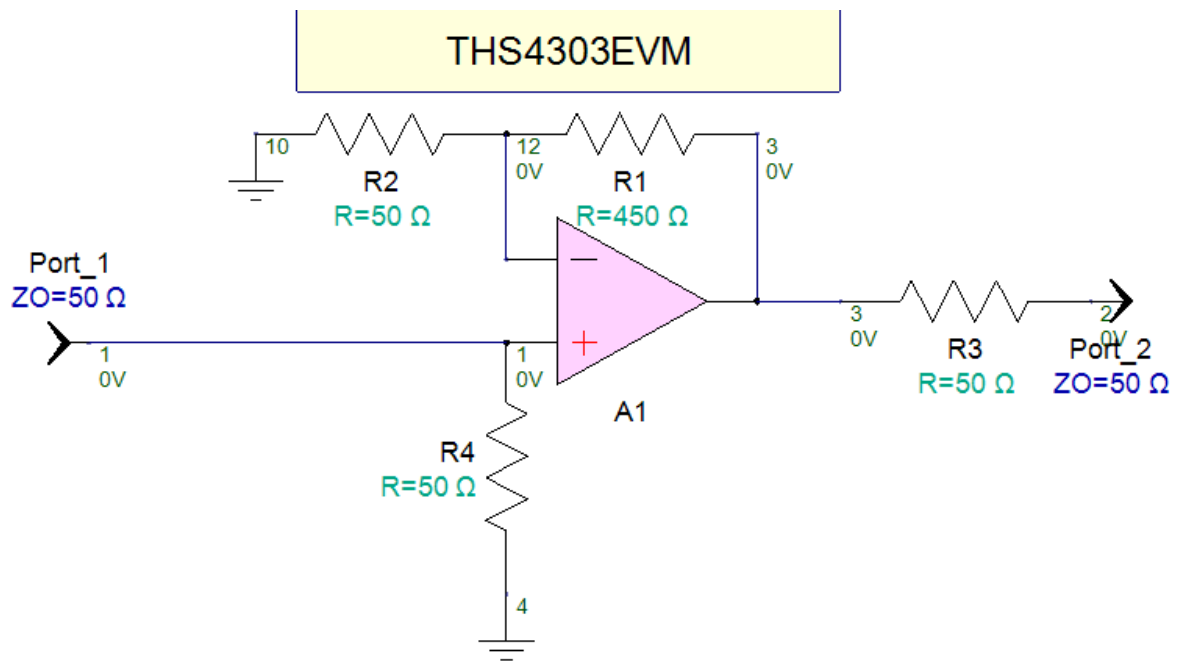 THS4303EVM
10
12
0V
3
0V
R2
R=50 Ω
R1
R=450 Ω
Port_1
ZO=50 Ω
1
0V
1
0V
3
0V
2
0V
R3
R=50 Ω
Port_2
ZO=50 Ω
A1
R4
R=50 Ω
4